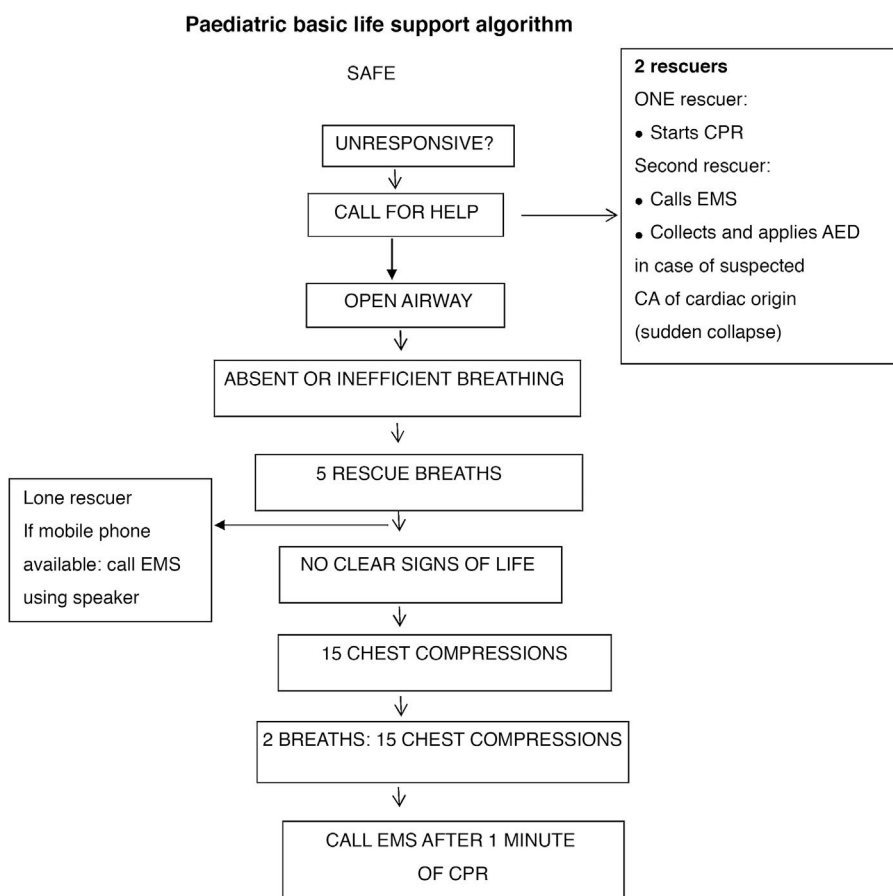 Paediatric basic life support algorithm
SAFE
UNRESPONSIVE?
CALL FOR HELP
2 rescuers
ONE rescuer:
• Starts CPR
Second rescuer:
• Calls EMS
• Collects and applies AED
in case of suspected
CA of cardiac origin
(sudden collapse)
OPEN AIRWAY
ABSENT OR INEFFICIENT BREATHING
5 RESCUE BREATHS
Lone rescuer
If mobile phone
available: call EMS
using speaker
NO CLEAR SIGNS OF LIFE
15 CHEST COMPRESSIONS
2 BREATHS: 15 CHEST COMPRESSIONS
CALL EMS AFTER 1 MINUTE
OF CPR